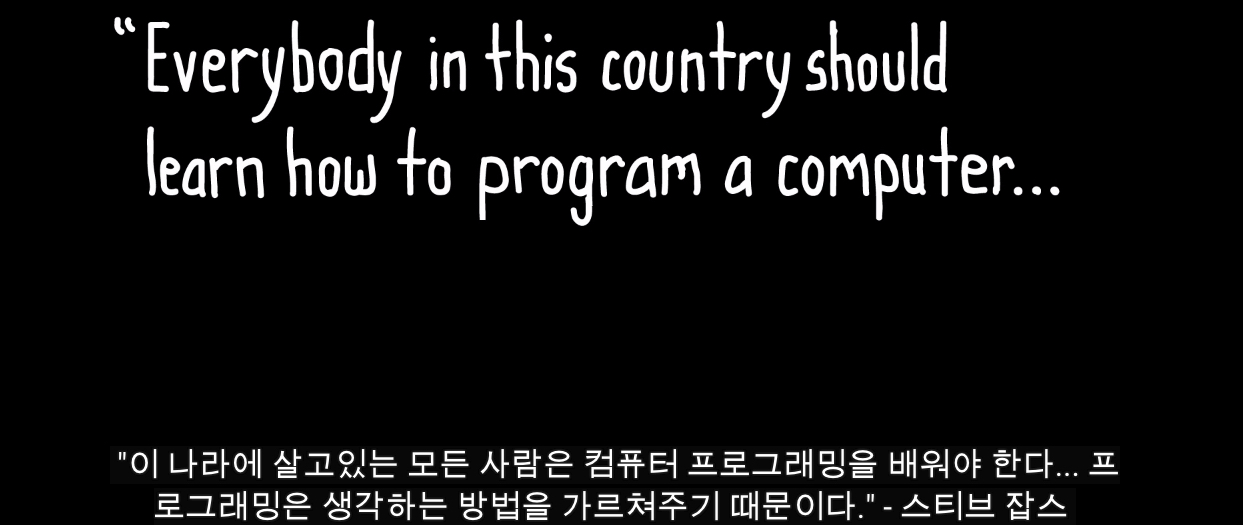 “Everybody in this country should
learn how to program a computer...
"이 나라에 살고있는 모든 사람은 컴퓨터 프로그래밍을 배워야 한다... 프
로그래밍은 생각하는 방법을 가르쳐주기 때문이다." - 스티브 잡스